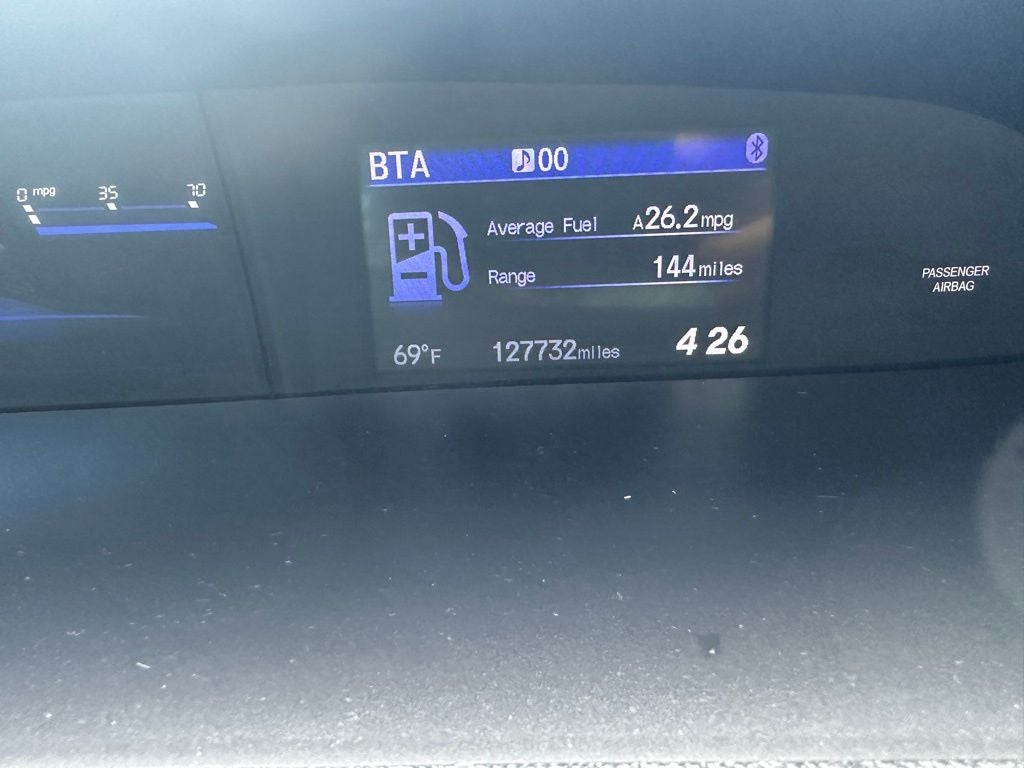 0 mpg 35 70
BTA 00
Average Fuel A26.2mpg
Range 144miles
69°F 127732miles 4 26
PASSENGER
AIRBAG